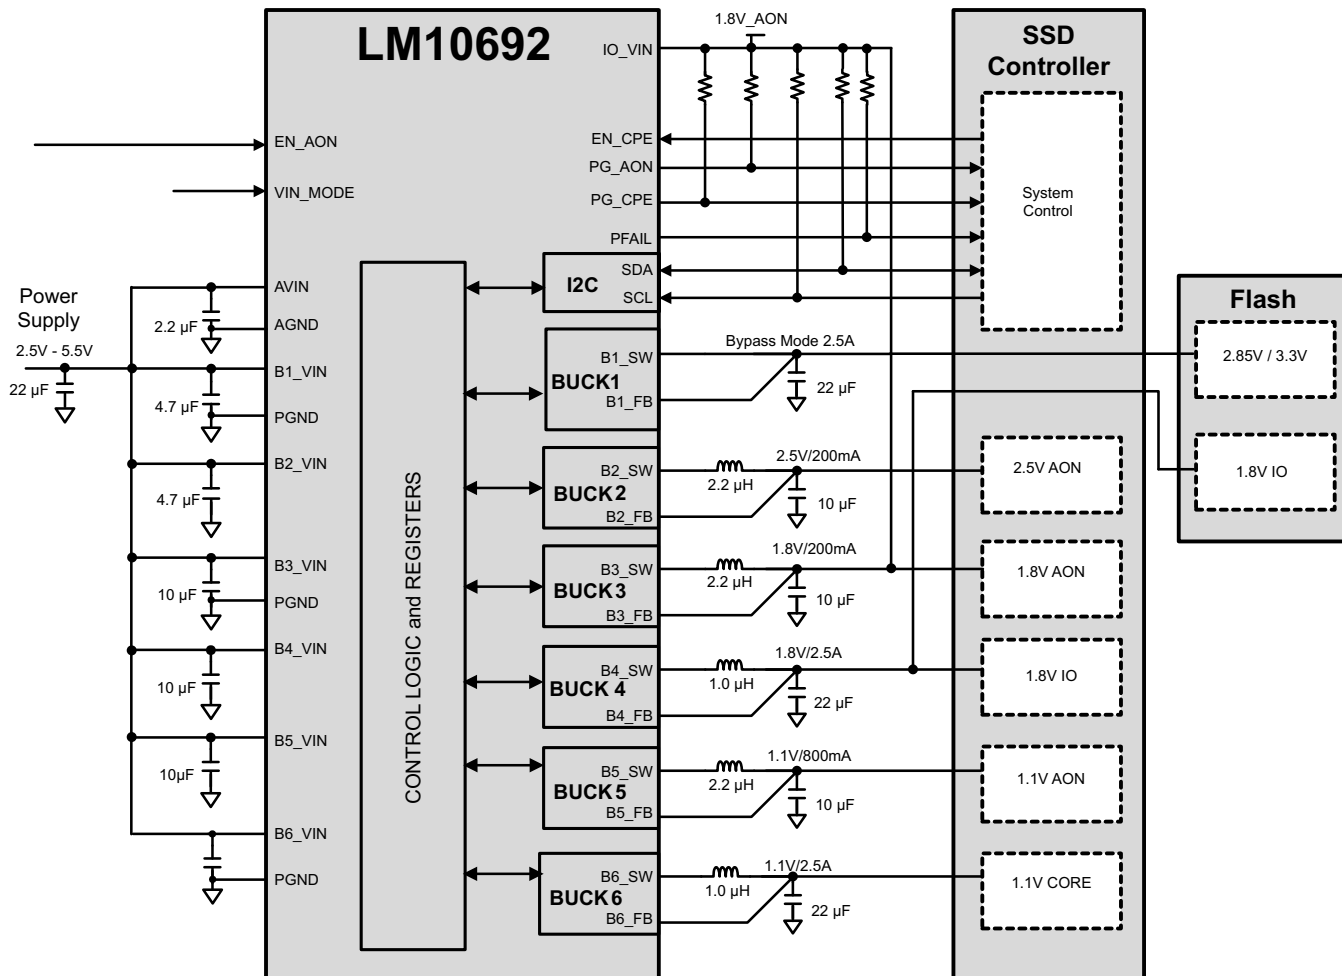 LM10692
1.8V_AON
IO_VIN
SSD
Controller
EN_AON
VIN_MODE
EN_CPE
PG_AON
PG_CPE
PFAIL
System
Control
I2C
SDA
SCL
Power
Supply
2.5V - 5.5V
22 µF
AVIN
2.2 µF
AGND
B1_VIN
4.7 µF
PGND
B2_VIN
4.7 µF
B3_VIN
10 µF
PGND
B4_VIN
10 µF
B5_VIN
10µF
B6_VIN
PGND
CONTROL LOGIC and REGISTERS
BUCK1
B1_SW
B1_FB
Bypass Mode 2.5A
22 µF
BUCK2
B2_SW
B2_FB
2.2 µH
2.5V/200mA
10 µF
BUCK3
B3_SW
B3_FB
2.2 µH
1.8V/200mA
10 µF
BUCK4
B4_SW
B4_FB
1.0 µH
1.8V/2.5A
22 µF
BUCK5
B5_SW
B5_FB
2.2 µH
1.1V/800mA
10 µF
BUCK6
B6_SW
B6_FB
1.0 µH
1.1V/2.5A
22 µF
2.5V AON
1.8V AON
1.8V IO
1.1V AON
1.1V CORE
Flash
2.85V / 3.3V
1.8V IO